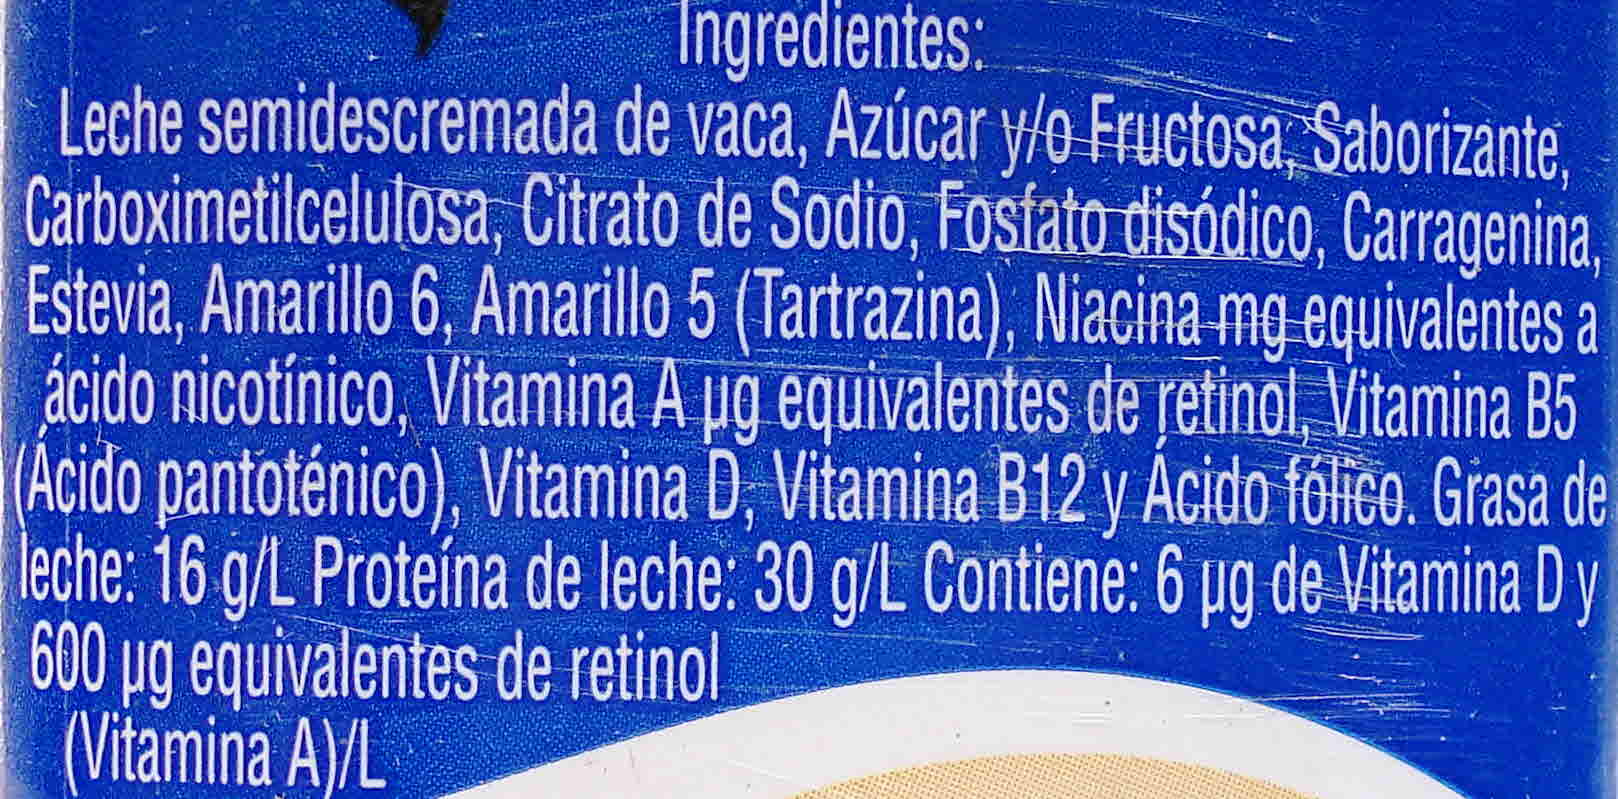 Ingredientes:
Leche semidescremada de vaca, Azúcar y/o Fructosa, Saborizante,
Carboximetilcelulosa, Citrato de Sodio, Fosfato disódico, Carragenina,
Estevia, Amarillo 6, Amarillo 5 (Tartrazina), Niacina mg equivalentes a
ácido nicotínico, Vitamina A µg equivalentes de retinol, Vitamina B5
(Ácido pantoténico), Vitamina D, Vitamina B12 y Ácido fólico. Grasa de
leche: 16 g/L Proteína de leche: 30 g/L Contiene: 6 µg de Vitamina D y
600 µg equivalentes de retinol
(Vitamina A)/L